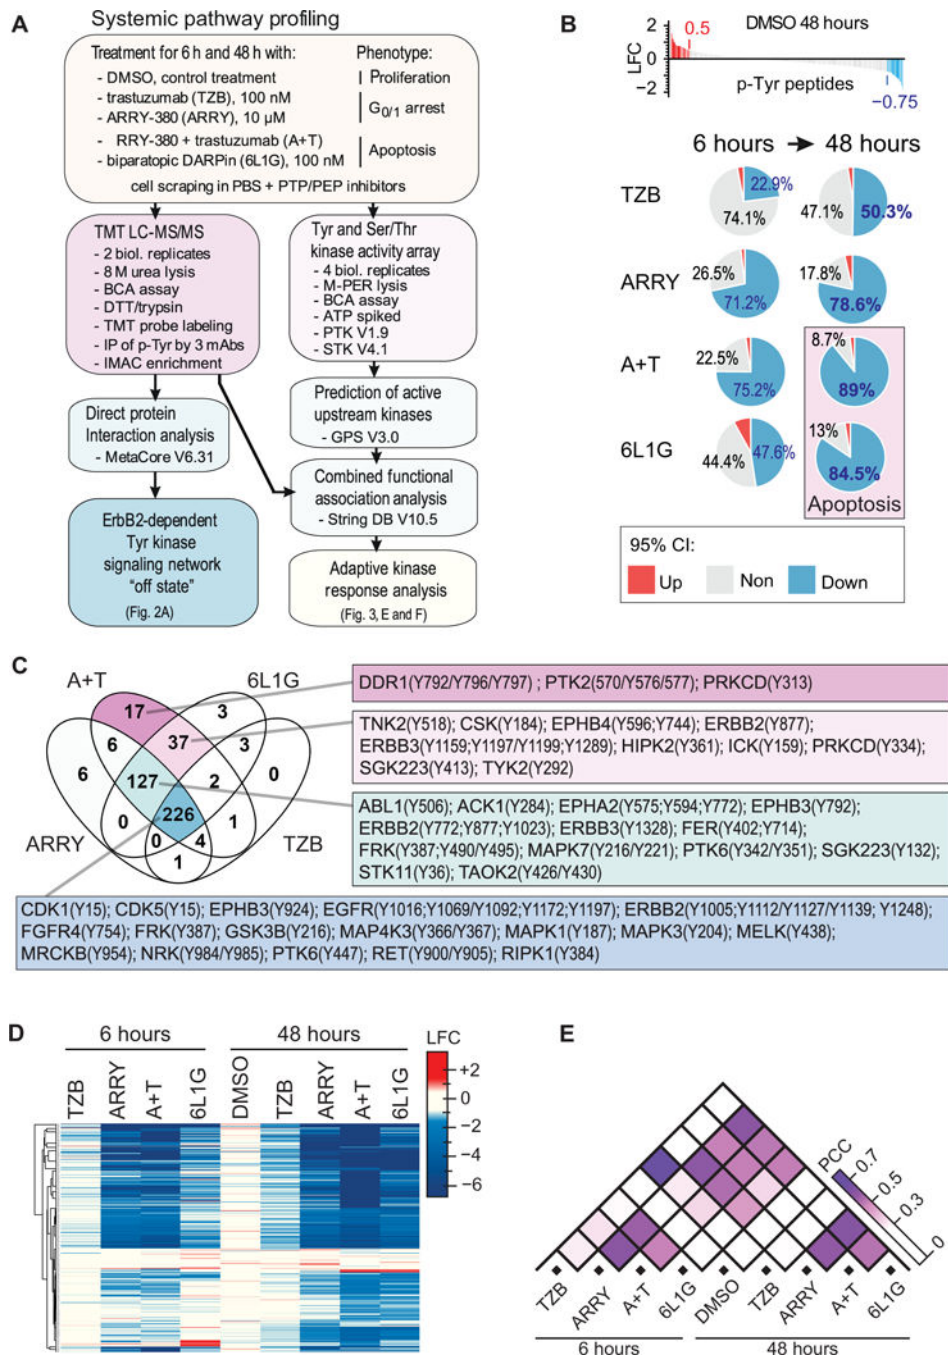 A
Systemic pathway profiling
Treatment for 6 h and 48 h with:
Phenotype:
- DMSO, control treatment
Proliferation
- trastuzumab (TZB), 100 nM
G0/1 arrest
- ARRY-380 (ARRY), 10 µM
- RRY-380 + trastuzumab (A+T)
Apoptosis
- biparatopic DARPin (6L1G), 100 nM
cell scraping in PBS + PTP/PEP inhibitors
TMT LC-MS/MS
- 2 biol. replicates
- 8 M urea lysis
- BCA assay
- DTT/trypsin
- TMT probe labeling
- IP of p-Tyr by 3 mAbs
- IMAC enrichment
Tyr and Ser/Thr
kinase activity array
- 4 biol. replicates
- M-PER lysis
- BCA assay
- ATP spiked
- PTK V1.9
- STK V4.1
Direct protein
Interaction analysis
- MetaCore V6.31
Prediction of active
upstream kinases
- GPS V3.0
Combined functional
association analysis
- String DB V10.5
ErbB2-dependent
Tyr kinase
signaling network
"off state"
(Fig. 2A)
Adaptive kinase
response analysis
(Fig. 3, E and F)
B
DMSO 48 hours
LFC
2
0
−2
0.5
p-Tyr peptides
−0.75
6 hours
48 hours
TZB
22.9%
74.1%
47.1%
50.3%
ARRY
26.5%
71.2%
17.8%
78.6%
A+T
22.5%
75.2%
8.7%
89%
6L1G
44.4%
47.6%
13%
84.5%
Apoptosis
95% CI:
Up
Non
Down
C
A+T
6L1G
ARRY
TZB
17
3
6
37
3
6
127
2
0
0
226
1
0
4
1
DDR1(Y792/Y796/Y797) ; PTK2(570/Y576/577); PRKCD(Y313)
TNK2(Y518); CSK(Y184); EPHB4(596;Y744); ERBB2(Y877);
ERBB3(Y1159;Y1197/Y1199;Y1289); HIPK2(Y361); ICK(Y159); PRKCD(Y334);
SGK223(Y413); TYK2(Y292)
ABL1(Y506); ACK1(Y284); EPHA2(Y575;Y594;Y772); EPHB3(Y792);
ERBB2(Y772;Y877;Y1023); ERBB3(Y1328); FER(Y402;Y714);
FRK(Y387;Y490/Y495); MAPK7(Y216/Y221); PTK6(Y342/Y351); SGK223(Y132);
STK11(Y36); TAOK2(Y426/Y430)
CDK1(Y15); CDK5(Y15); EPHB3(Y924); EGFR(Y1016;Y1069/Y1092;Y1172;Y1197); ERBB2(Y1005;Y1112/Y1127/Y1139; Y1248);
FGFR4(Y754); FRK(Y387); GSK3B(Y216); MAP4K3(Y366/Y367); MAPK1(Y187); MAPK3(Y204); MELK(Y438);
MRCKB(Y954); NRK(Y984/Y985); PTK6(Y447); RET(Y900/Y905); RIPK1(Y384)
D
6 hours
48 hours
LFC
TZB
ARRY
A+T
6L1G
DMSO
TZB
ARRY
A+T
6L1G
+2
0
−2
−4
−6
E
PCC
0.7
0.5
0.3
0
TZB
ARRY
A+T
6L1G
DMSO
TZB
ARRY
A+T
6L1G
6 hours
48 hours